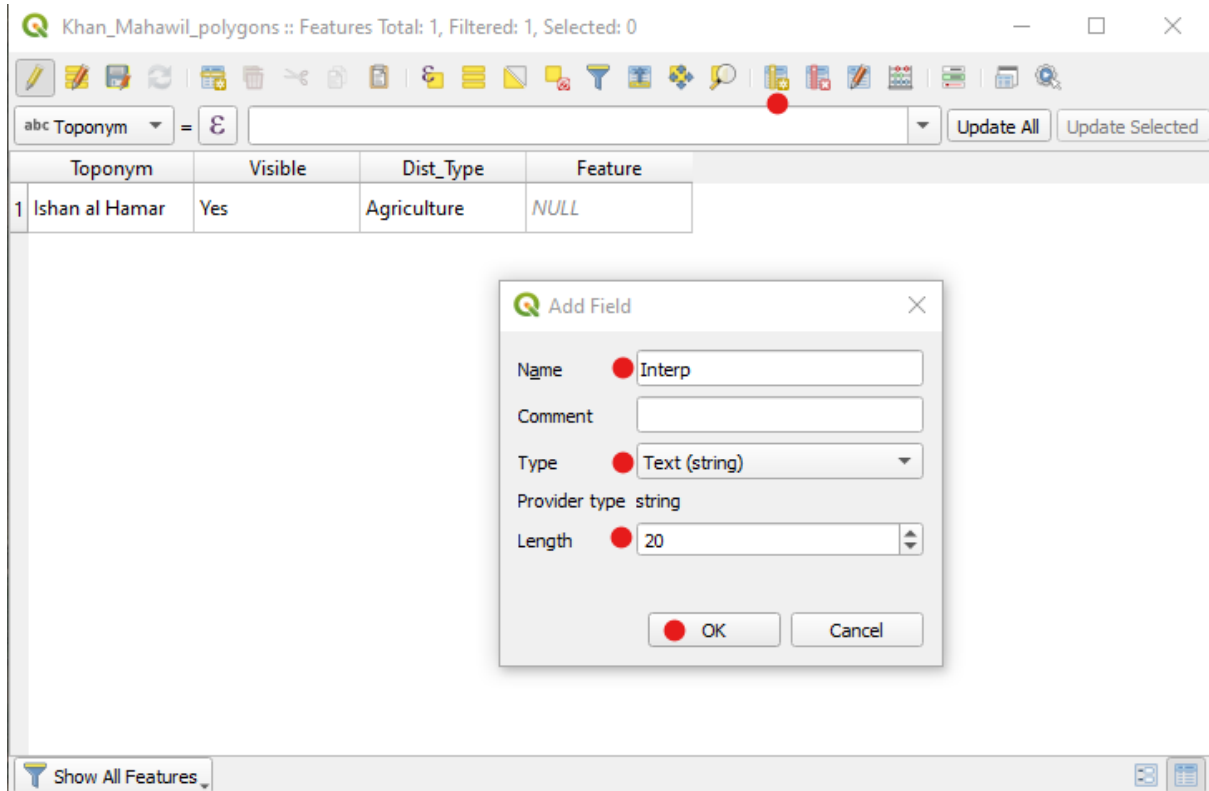 Khan_Mahawil_polygons :: Features Total: 1, Filtered: 1, Selected: 0
abc Toponym = ε Update All Update Selected
Toponym Visible Dist_Type Feature
1 Ishan al Hamar Yes Agriculture NULL
Add Field
Name Interp
Comment
Type Text (string)
Provider type string
Length 20
OK Cancel
Show All Features